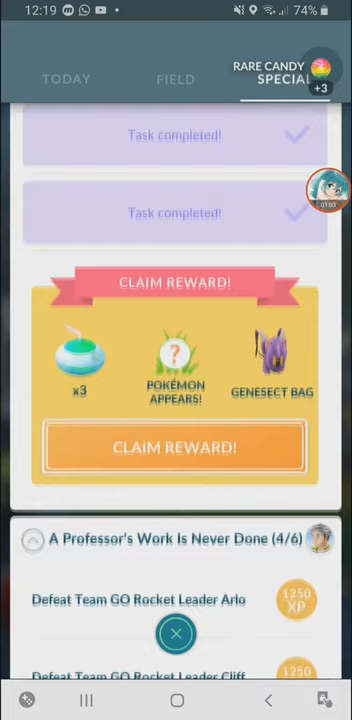 12:19
74%
RARE CANDY
+3
TODAY
FIELD
SPECIAL
01:03
Task completed!
Task completed!
CLAIM REWARD!
x3
?
POKÉMON
APPEARS!
GENESECT BAG
CLAIM REWARD!
A Professor's Work Is Never Done (4/6)
Defeat Team GO Rocket Leader Arlo
1250
XP
Defeat Team GO Rocket Leader Cliff
1250